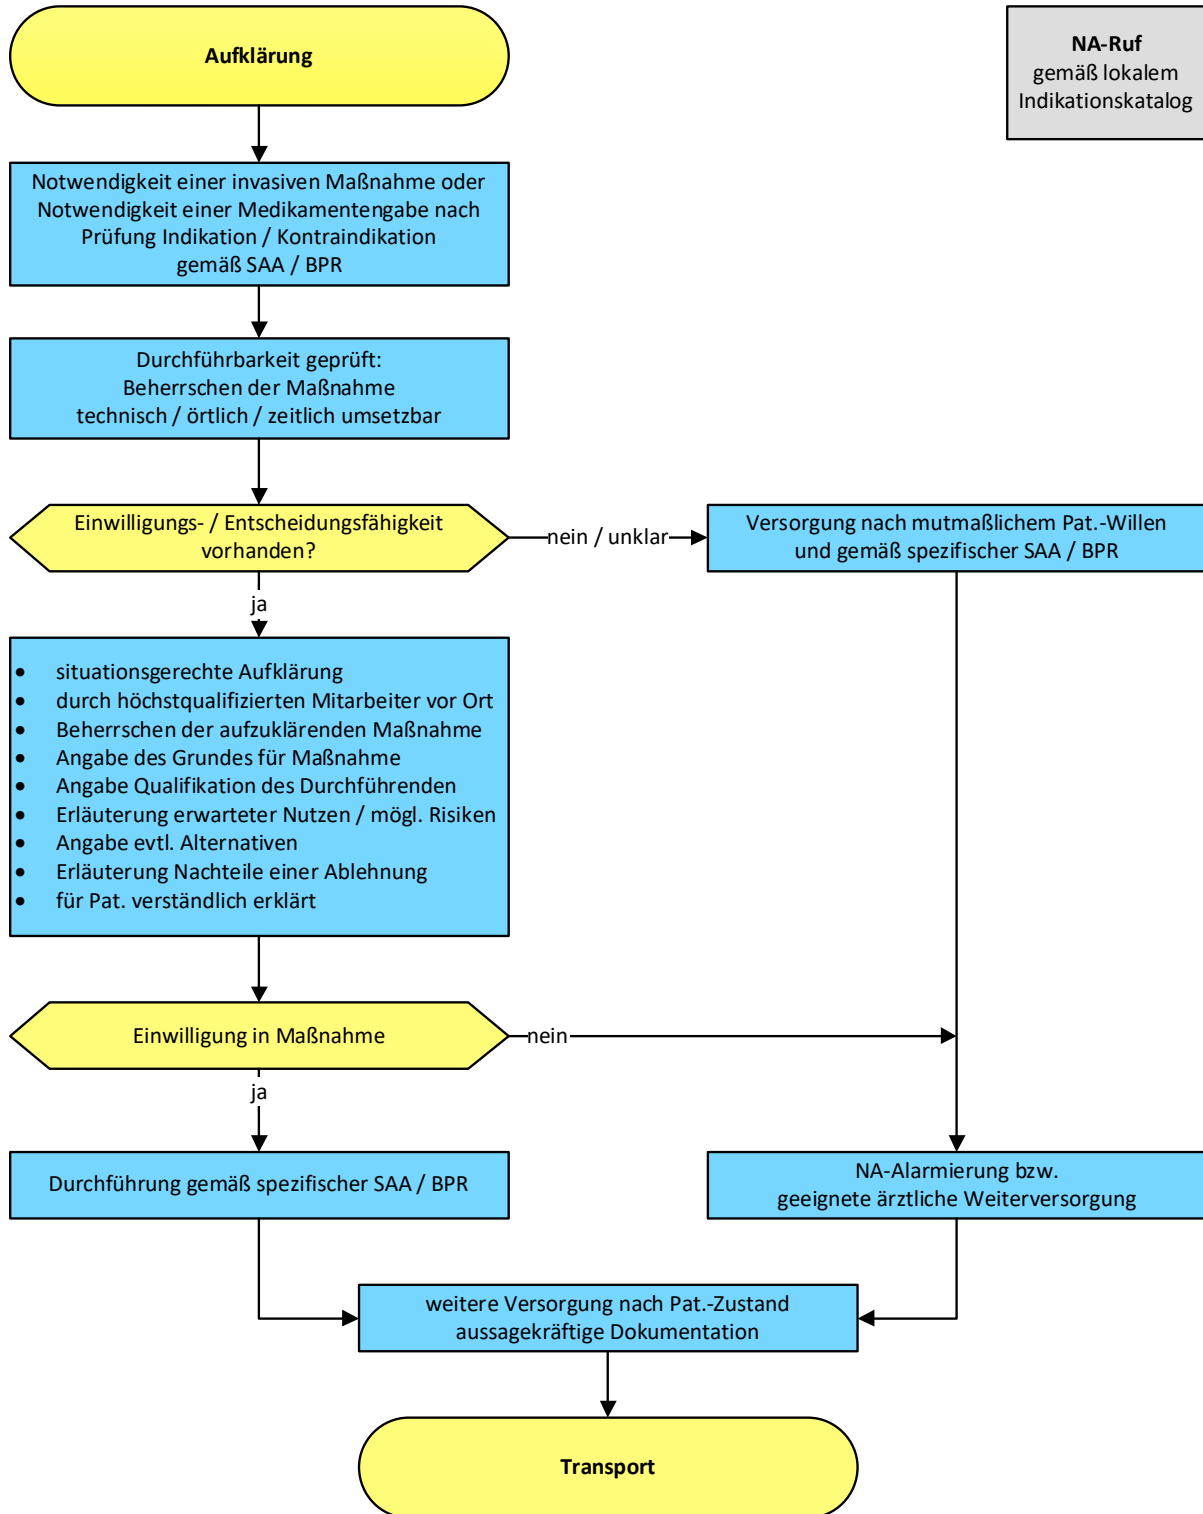 Aufklärung
NA-Ruf
gemäß lokalem
Indikationskatalog
Notwendigkeit einer invasiven Maßnahme oder
Notwendigkeit einer Medikamentengabe nach
Prüfung Indikation / Kontraindikation
gemäß SAA / BPR
Durchführbarkeit geprüft:
Beherrschen der Maßnahme
technisch / örtlich / zeitlich umsetzbar
Einwilligungs- / Entscheidungsfähigkeit
vorhanden?
nein / unklar
Versorgung nach mutmaßlichem Pat.-Willen
und gemäß spezifischer SAA / BPR
ja
• situationsgerechte Aufklärung
• durch höchstqualifizierten Mitarbeiter vor Ort
• Beherrschen der aufzuklärenden Maßnahme
• Angabe des Grundes für Maßnahme
• Angabe Qualifikation des Durchführenden
• Erläuterung erwarteter Nutzen / mögl. Risiken
• Angabe evtl. Alternativen
• Erläuterung Nachteile einer Ablehnung
• für Pat. verständlich erklärt
Einwilligung in Maßnahme
nein
ja
Durchführung gemäß spezifischer SAA / BPR
NA-Alarmierung bzw.
geeignete ärztliche Weiterversorgung
weitere Versorgung nach Pat.-Zustand
aussagekräftige Dokumentation
Transport